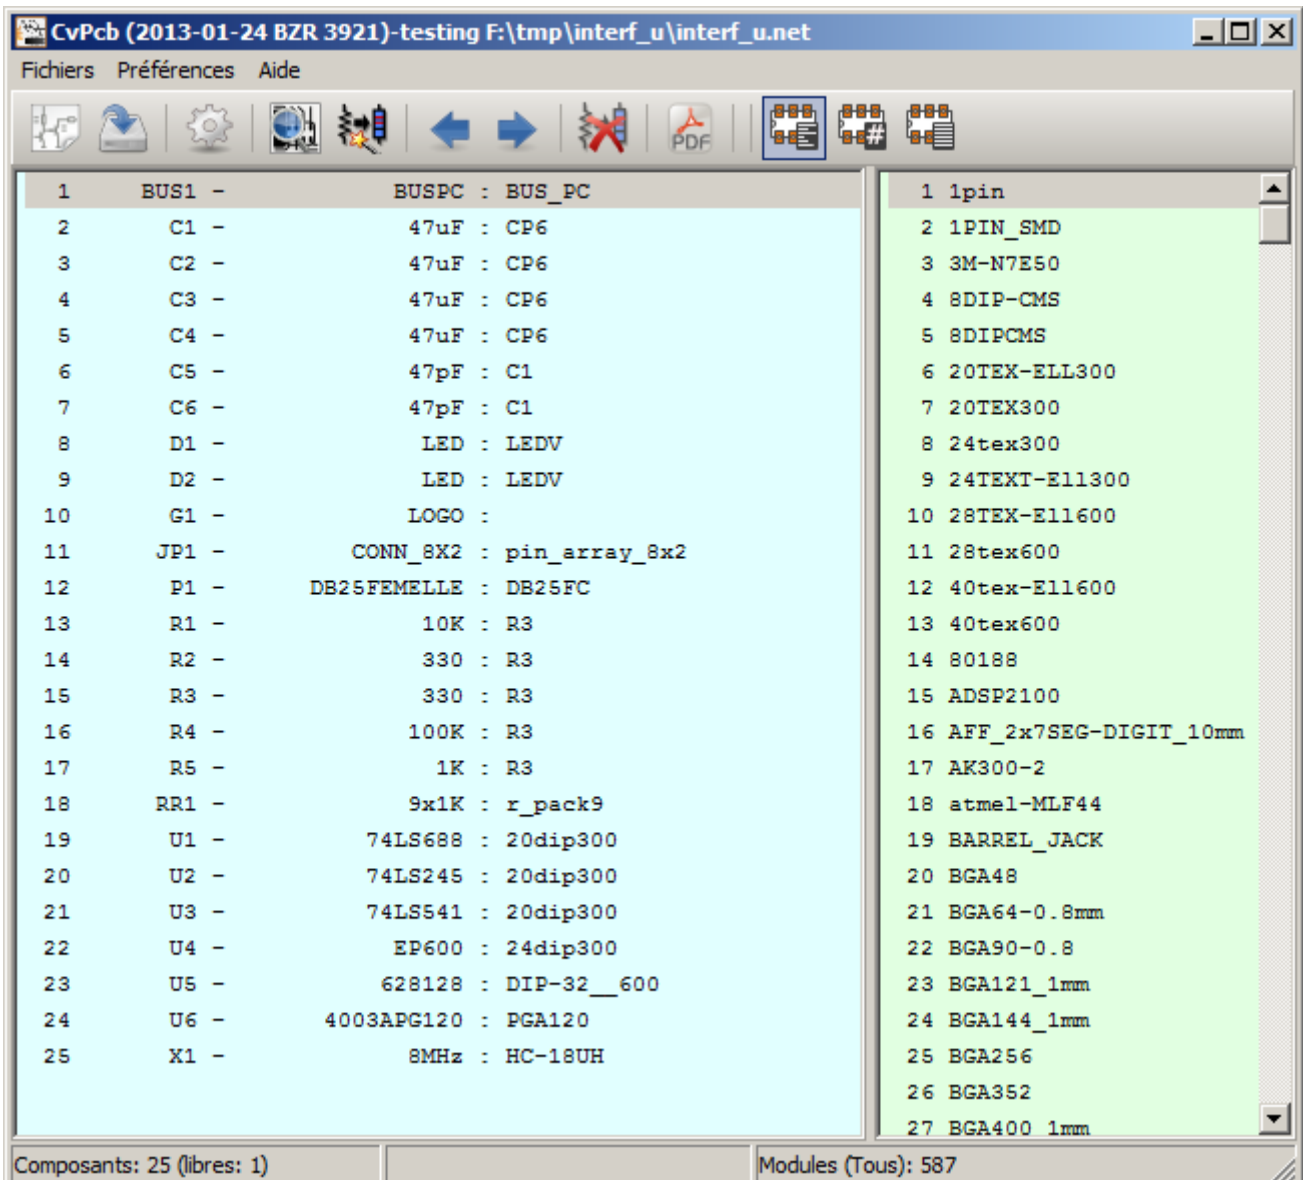 CvPcb (2013-01-24 BZR 3921)-testing F:\tmp\interf_u\interf_u.net
Fichiers Préférences Aide
PDF #
1 BUS1 - BUSPC : BUS_PC
2 C1 - 47uF : CP6
3 C2 - 47uF : CP6
4 C3 - 47uF : CP6
5 C4 - 47uF : CP6
6 C5 - 47pF : C1
7 C6 - 47pF : C1
8 D1 - LED : LEDV
9 D2 - LED : LEDV
10 G1 - LOGO :
11 JP1 - CONN_8X2 : pin_array_8x2
12 P1 - DB25FEMELLE : DB25FC
13 R1 - 10K : R3
14 R2 - 330 : R3
15 R3 - 330 : R3
16 R4 - 100K : R3
17 R5 - 1K : R3
18 RR1 - 9x1K : r_pack9
19 U1 - 74LS688 : 20dip300
20 U2 - 74LS245 : 20dip300
21 U3 - 74LS541 : 20dip300
22 U4 - EP600 : 24dip300
23 U5 - 628128 : DIP-32__600
24 U6 - 4003APG120 : PGA120
25 X1 - 8MHz : HC-18UH
1 1pin
2 1PIN_SMD
3 3M-N7E50
4 8DIP-CMS
5 8DIPCMS
6 20TEX-ELL300
7 20TEX300
8 24tex300
9 24TEXT-Ell300
10 28TEX-Ell600
11 28tex600
12 40tex-Ell600
13 40tex600
14 80188
15 ADSP2100
16 AFF_2x7SEG-DIGIT_10mm
17 AK300-2
18 atmel-MLF44
19 BARREL_JACK
20 BGA48
21 BGA64-0.8mm
22 BGA90-0.8
23 BGA121_1mm
24 BGA144_1mm
25 BGA256
26 BGA352
27 BGA400_1mm
Composants: 25 (libres: 1)
Modules (Tous): 587